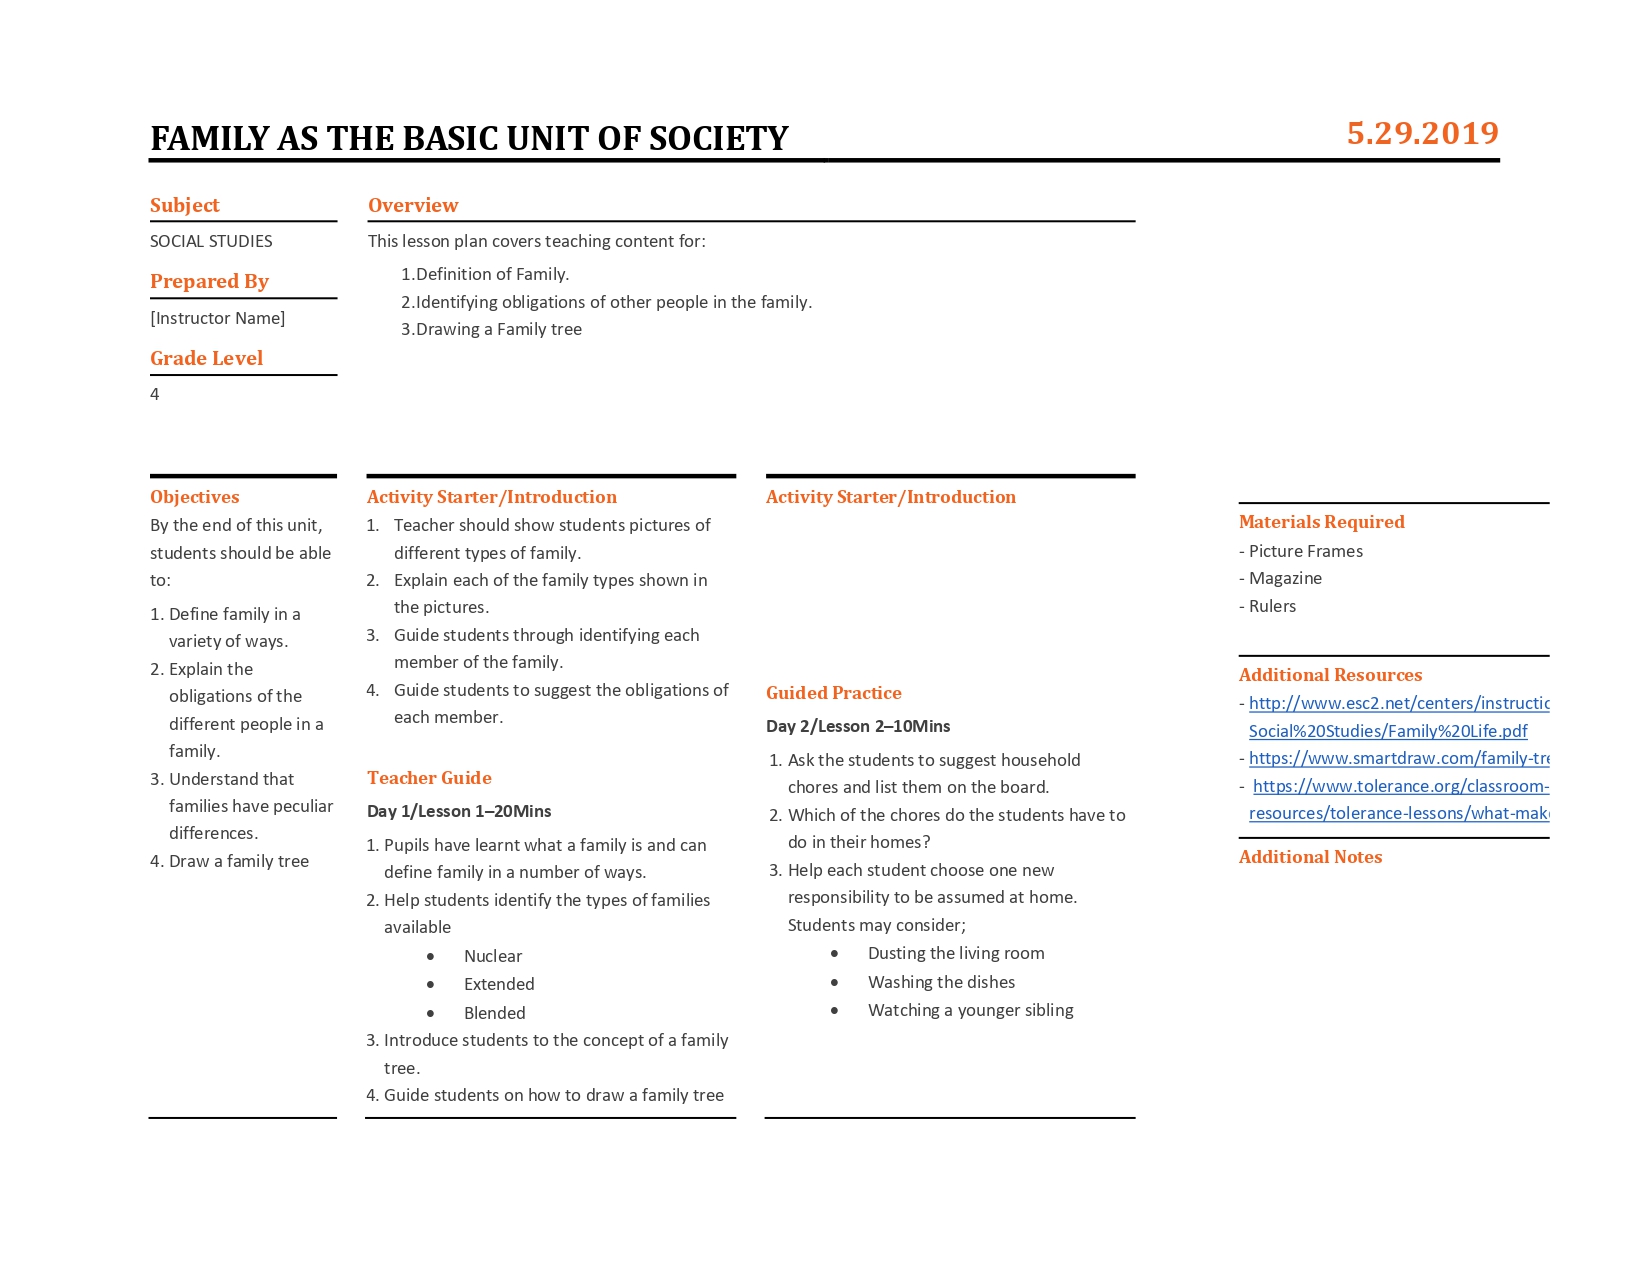 FAMILY AS THE BASIC UNIT OF SOCIETY
5.29.2019
Subject
SOCIAL STUDIES
Prepared By
[Instructor Name]
Grade Level
4
Overview
This lesson plan covers teaching content for:
1.Definition of Family.
2.Identifying obligations of other people in the family.
3.Drawing a Family tree
Objectives
By the end of this unit,
students should be able
to:
1. Define family in a
variety of ways.
2. Explain the
obligations of the
different people in a
family.
3. Understand that
families have peculiar
differences.
4. Draw a family tree
Activity Starter/Introduction
1. Teacher should show students pictures of
different types of family.
2. Explain each of the family types shown in
the pictures.
3. Guide students through identifying each
member of the family.
4. Guide students to suggest the obligations of
each member.
Teacher Guide
Day 1/Lesson 1–20Mins
1. Pupils have learnt what a family is and can
define family in a number of ways.
2. Help students identify the types of families
available
• Nuclear
• Extended
• Blended
3. Introduce students to the concept of a family
tree.
4. Guide students on how to draw a family tree
Activity Starter/Introduction
Guided Practice
Day 2/Lesson 2–10Mins
1. Ask the students to suggest household
chores and list them on the board.
2. Which of the chores do the students have to
do in their homes?
3. Help each student choose one new
responsibility to be assumed at home.
Students may consider;
• Dusting the living room
• Washing the dishes
• Watching a younger sibling
Materials Required
- Picture Frames
- Magazine
- Rulers
Additional Resources
- http://www.esc2.net/centers/instructio
Social%20Studies/Family%20Life.pdf
- https://www.smartdraw.com/family-tre
- https://www.tolerance.org/classroom-
resources/tolerance-lessons/what-make
Additional Notes